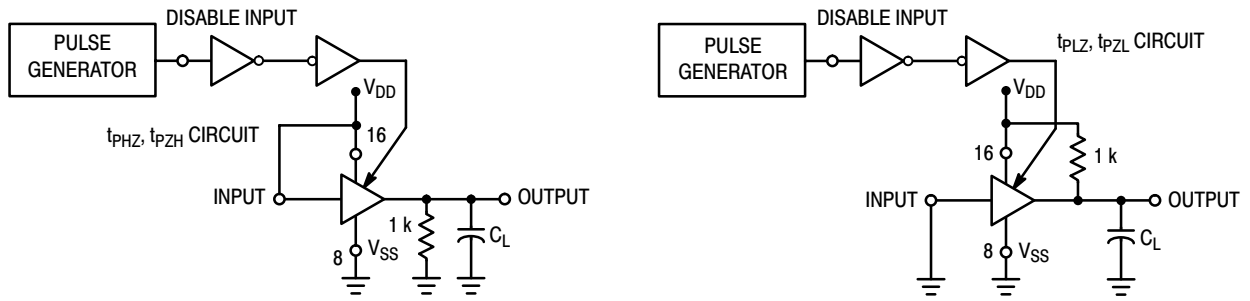 DISABLE INPUT
PULSE
GENERATOR
VDD
tPHZ, tPZH CIRCUIT
16
INPUT
OUTPUT
1 k
CL
8
VSS
DISABLE INPUT
PULSE
GENERATOR
tPLZ, tPZL CIRCUIT
VDD
16
1 k
INPUT
OUTPUT
CL
8
VSS